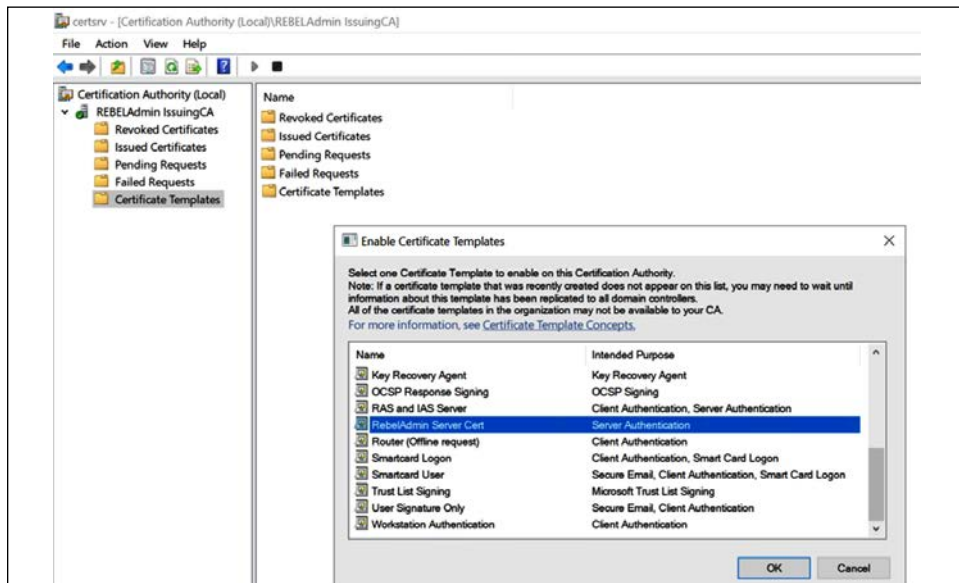 certsrv - [Certification Authority (Local)\REBELAdmin IssuingCA]
File Action View Help
Certification Authority (Local)
REBELAdmin IssuingCA
Revoked Certificates
Issued Certificates
Pending Requests
Failed Requests
Certificate Templates
Name
Revoked Certificates
Issued Certificates
Pending Requests
Failed Requests
Certificate Templates
Enable Certificate Templates
Select one Certificate Template to enable on this Certification Authority.
Note: If a certificate template that was recently created does not appear on this list, you may need to wait until
information about this template has been replicated to all domain controllers.
All of the certificate templates in the organization may not be available to your CA.
For more information, see Certificate Template Concepts.
Name Intended Purpose
Key Recovery Agent Key Recovery Agent
OCSP Response Signing OCSP Signing
RAS and IAS Server Client Authentication, Server Authentication
RebelAdmin Server Cert Server Authentication
Router (Offline request) Client Authentication
Smartcard Logon Client Authentication, Smart Card Logon
Smartcard User Secure Email, Client Authentication, Smart Card Logon
Trust List Signing Microsoft Trust List Signing
User Signature Only Secure Email, Client Authentication
Workstation Authentication Client Authentication
OK Cancel